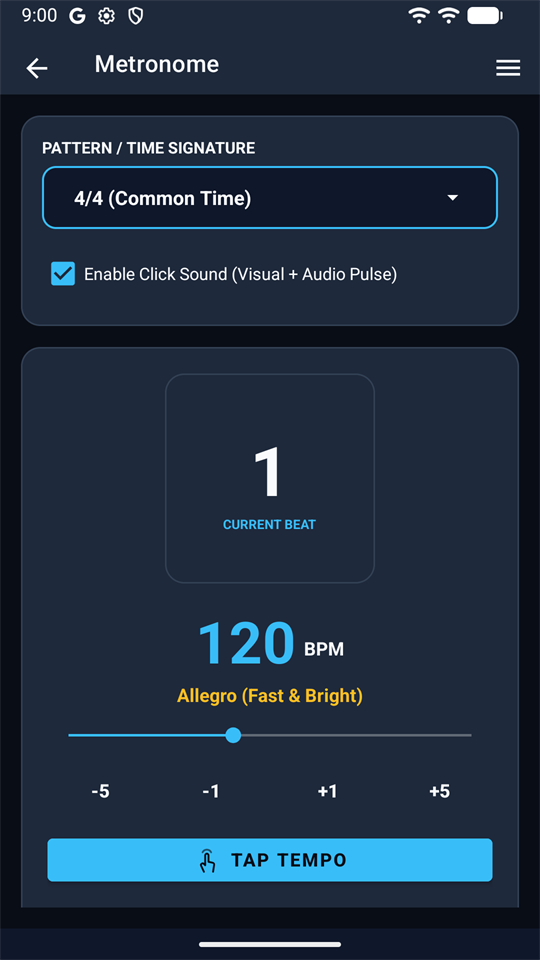 9:00
Metronome
PATTERN / TIME SIGNATURE
4/4 (Common Time)
Enable Click Sound (Visual + Audio Pulse)
1
CURRENT BEAT
120 BPM
Allegro (Fast & Bright)
-5 -1 +1 +5
TAP TEMPO